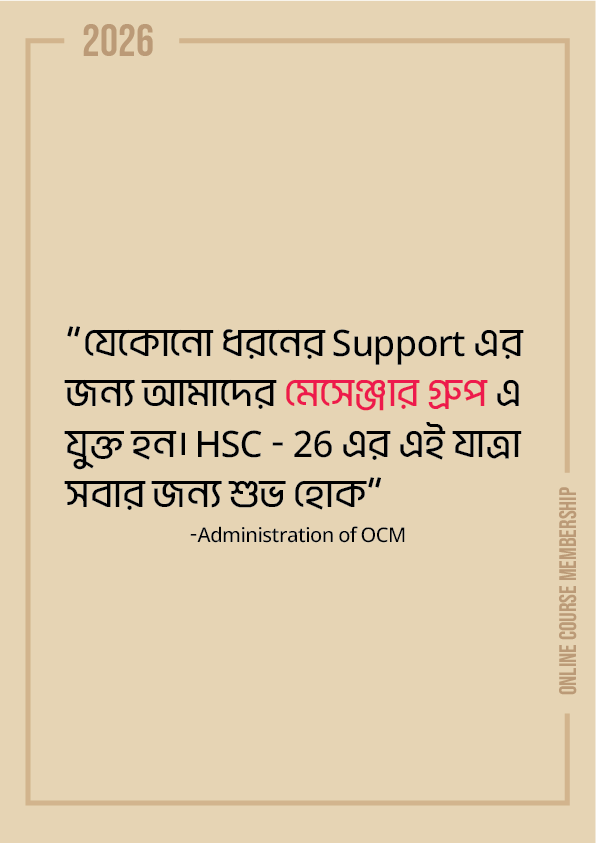 2026
“যেকোনো ধরনের Support এর
জন্য আমাদের মেসেঞ্জার গ্রুপ এ
যুক্ত হন। HSC - 26 এর এই যাত্রা
সবার জন্য শুভ হোক“
-Administration of OCM
ONLINE COURSE MEMBERSHIP